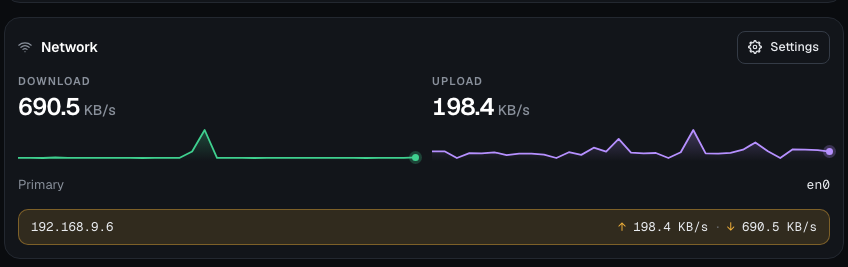 Network
Settings
DOWNLOAD
UPLOAD
690.5 KB/s
198.4 KB/s
Primary
en0
192.168.9.6
↑ 198.4 KB/s · ↓ 690.5 KB/s